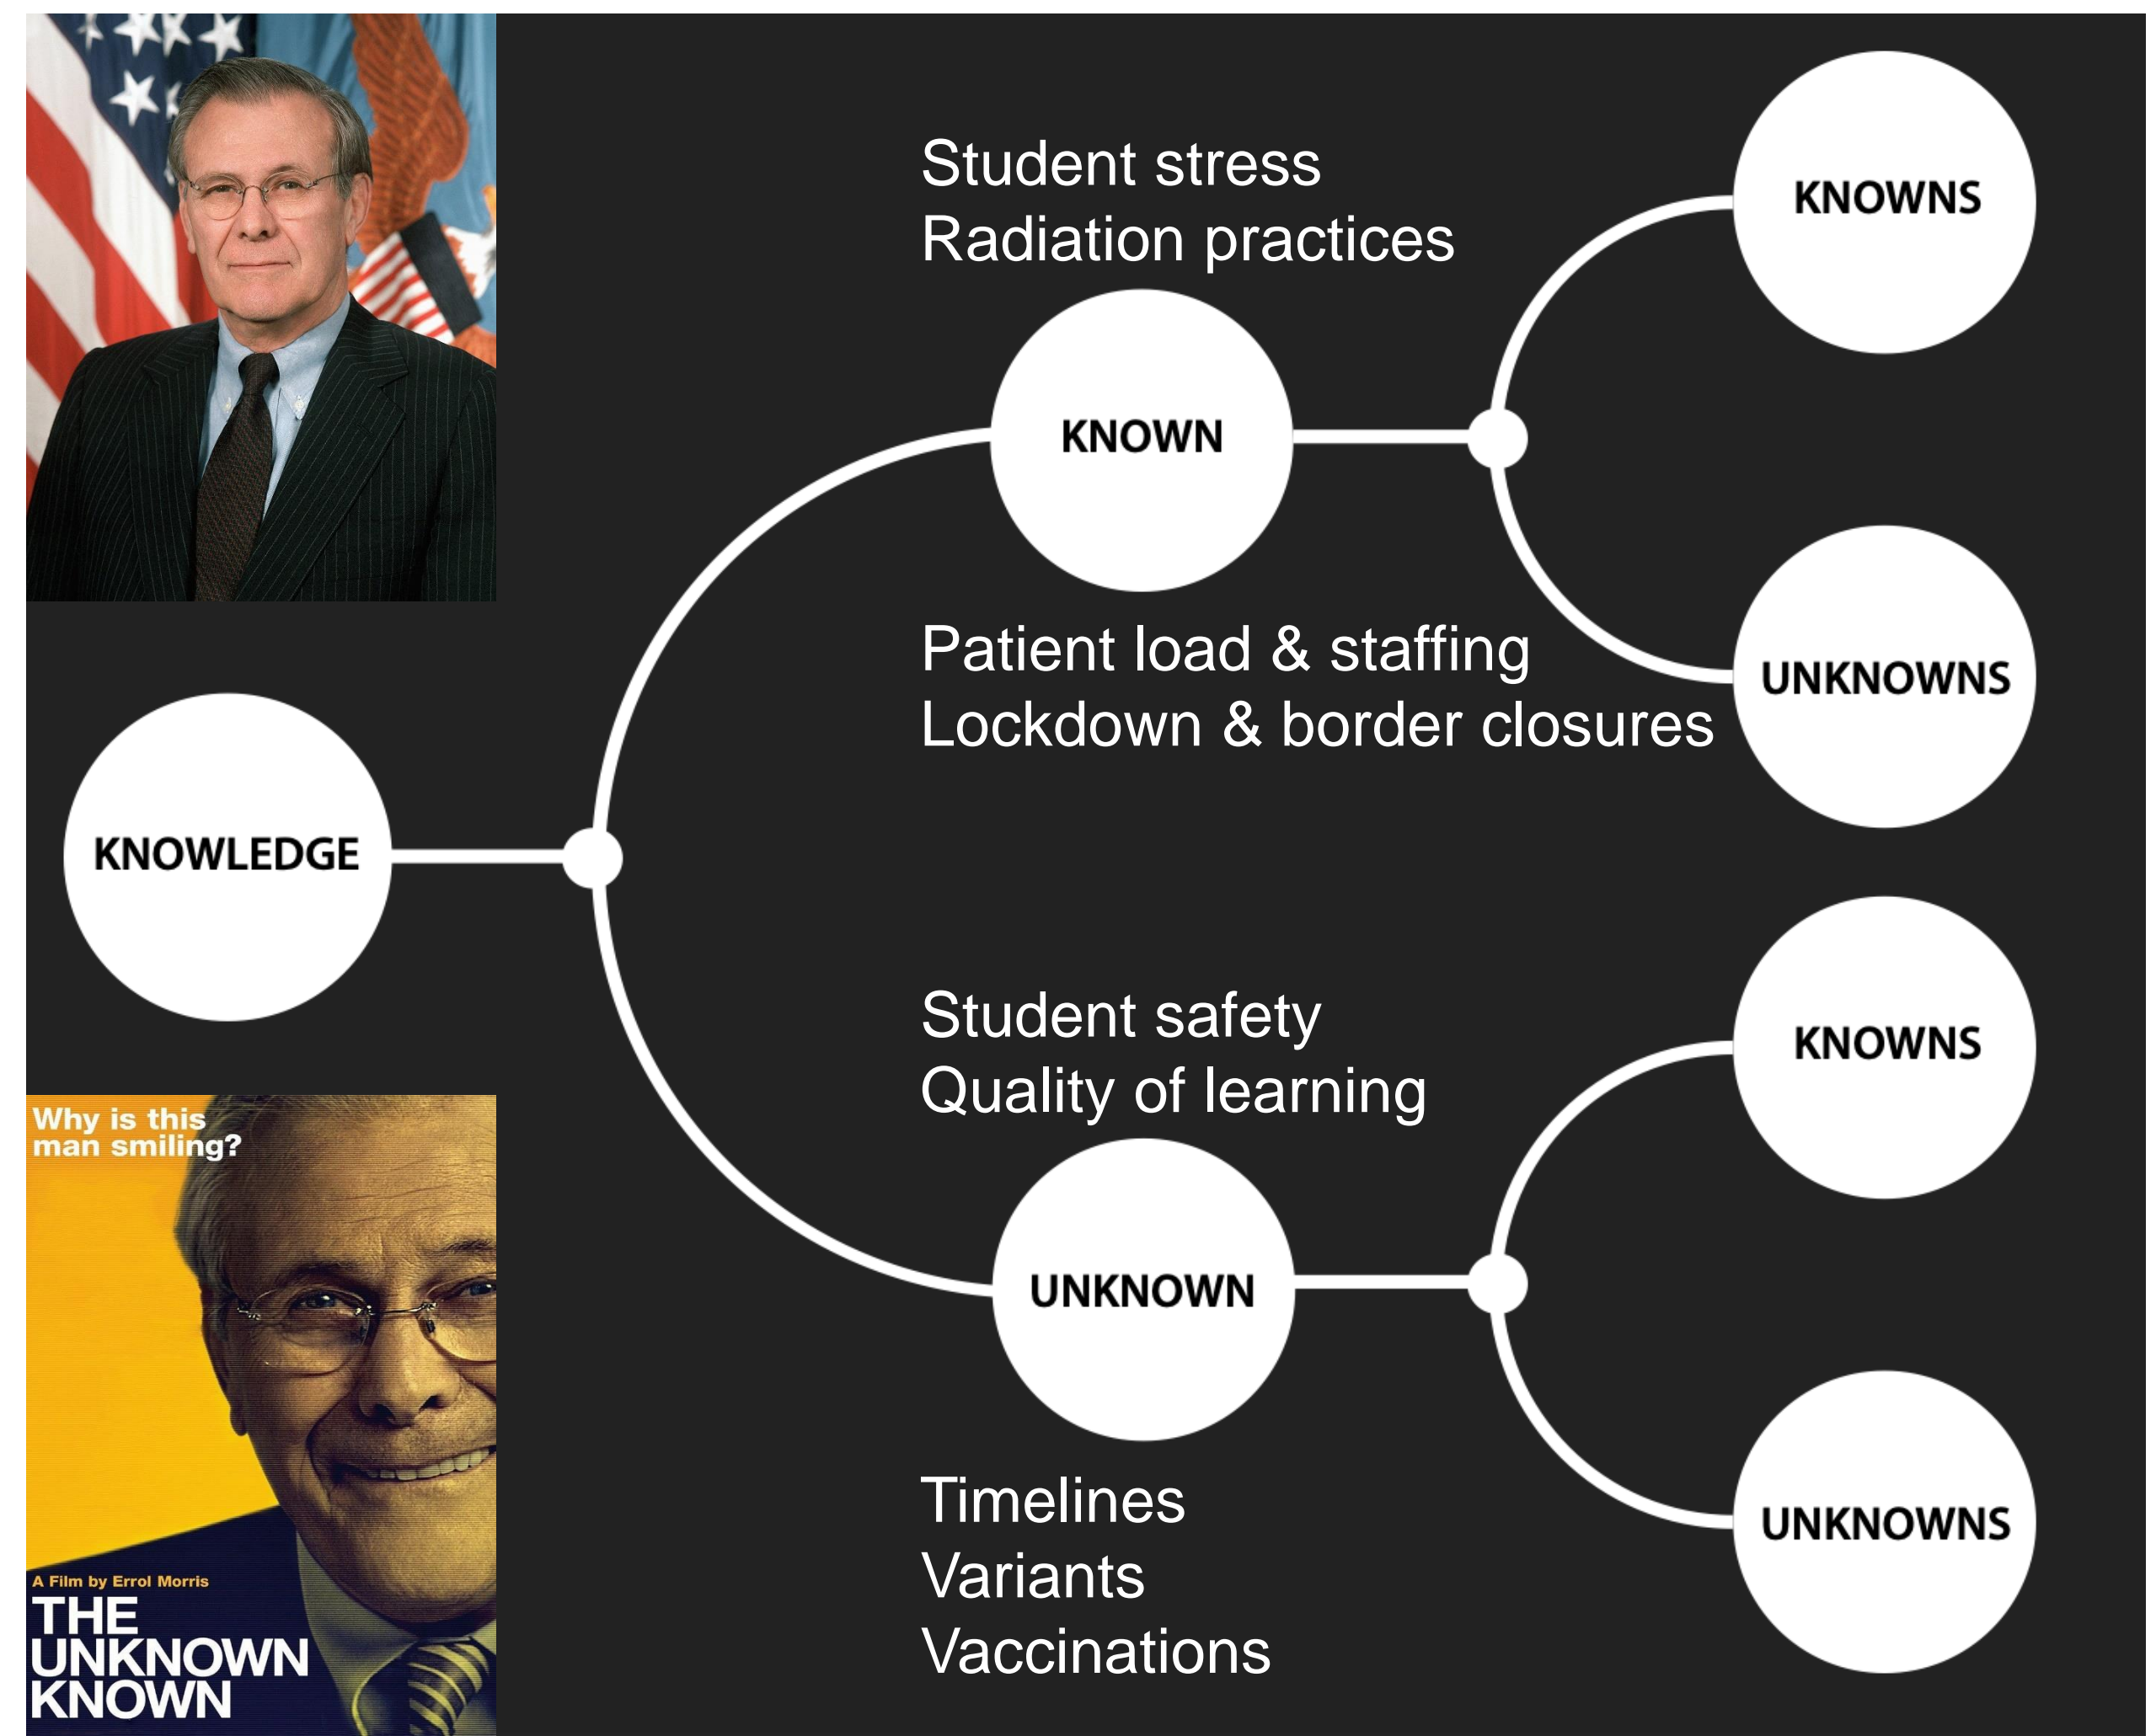 Student stress
Radiation practices
KNOWNS
KNOWN
Patient load & staffing
Lockdown & border closures
UNKNOWNS
KNOWLEDGE
Student safety
Quality of learning
KNOWNS
UNKNOWN
Timelines
Variants
Vaccinations
UNKNOWNS
Why is this
man smiling?
A Film by Errol Morris
THE
UNKNOWN
KNOWN